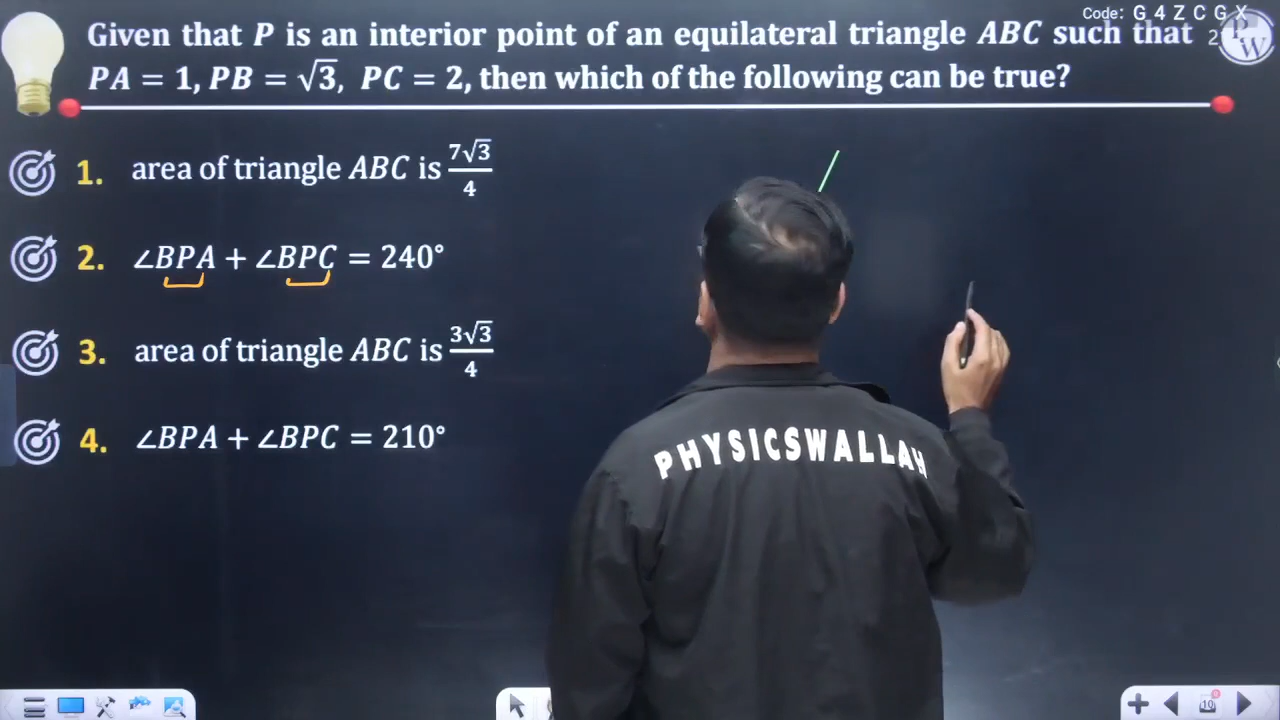 Code: G 4 Z C G X
Given that P is an interior point of an equilateral triangle ABC such that
PA = 1, PB = √3, PC = 2, then which of the following can be true?
1. area of triangle ABC is 7√3/4
2. ∠BPA + ∠BPC = 240°
3. area of triangle ABC is 3√3/4
4. ∠BPA + ∠BPC = 210°
PHYSICSWALLAH